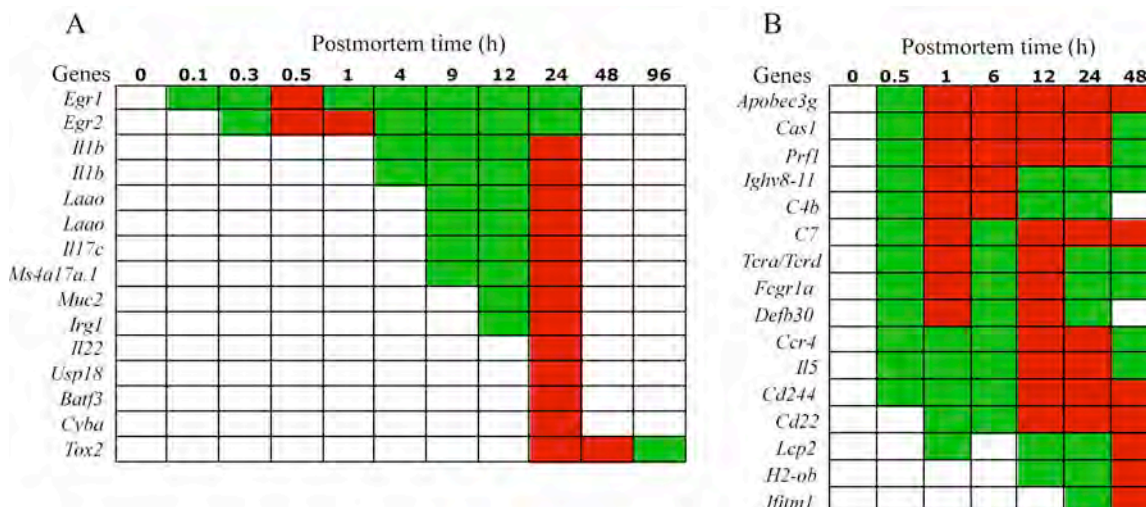 A
Postmortem time (h)
Genes 0 0.1 0.3 0.5 1 4 9 12 24 48 96
Egr1
Egr2
Il1b
Il1b
Laao
Laao
Il17c
Ms4a17a.1
Muc2
Irg1
Il22
Usp18
Batf3
Cyba
Tox2
B
Postmortem time (h)
Genes 0 0.5 1 6 12 24 48
Apobec3g
Cas1
Prf1
Ighv8-11
C4b
C7
Tcra/Tcrd
Fcgr1a
Defb30
Ccr4
Il5
Cd244
Cd22
Lcp2
H2-ob
Ifitm1